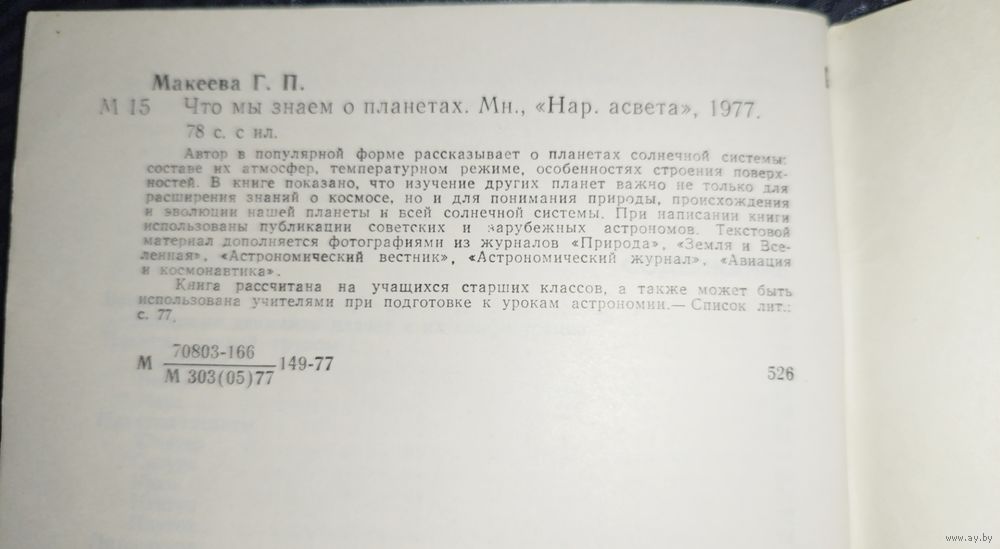 Макеева Г. П.
М 15 Что мы знаем о планетах. Мн., «Нар. асвета», 1977.
78 с. с ил.
Автор в популярной форме рассказывает о планетах солнечной системы:
составе их атмосфер, температурном режиме, особенностях строения поверх-
ностей. В книге показано, что изучение других планет важно не только для
расширения знаний о космосе, но и для понимания природы, происхождения
и эволюции нашей планеты и всей солнечной системы. При написании книги
использованы публикации советских и зарубежных астрономов. Текстовой
материал дополняется фотографиями из журналов «Природа», «Земля и Все-
ленная», «Астрономический вестник», «Астрономический журнал», «Авиация
и космонавтика».
Книга рассчитана на учащихся старших классов, а также может быть
использована учителями при подготовке к урокам астрономии.— Список лит.:
с. 77.
70803-166
М 149-77
М 303(05)77
526
www.ay.by